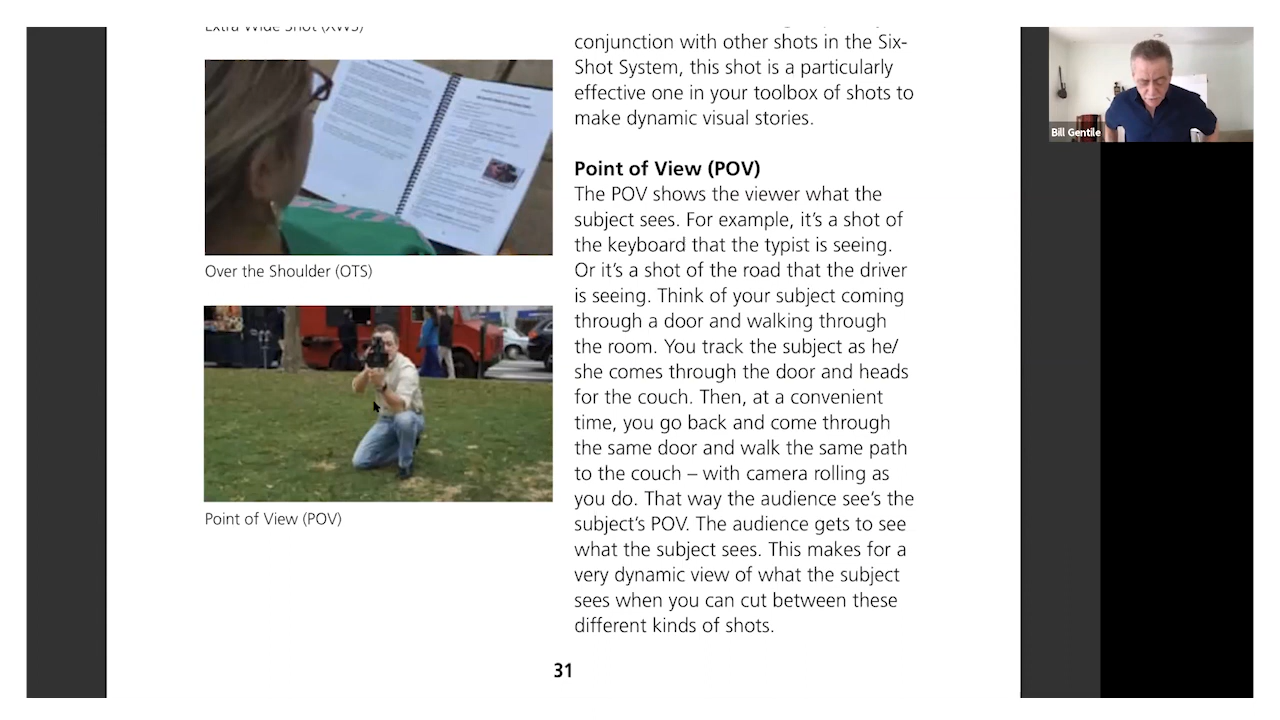 Extra Wide Shot (XWS)
Over the Shoulder (OTS)
Point of View (POV)
conjunction with other shots in the Six-
Shot System, this shot is a particularly
effective one in your toolbox of shots to
make dynamic visual stories.
Point of View (POV)
The POV shows the viewer what the
subject sees. For example, it's a shot of
the keyboard that the typist is seeing.
Or it's a shot of the road that the driver
is seeing. Think of your subject coming
through a door and walking through
the room. You track the subject as he/
she comes through the door and heads
for the couch. Then, at a convenient
time, you go back and come through
the same door and walk the same path
to the couch – with camera rolling as
you do. That way the audience see's the
subject's POV. The audience gets to see
what the subject sees. This makes for a
very dynamic view of what the subject
sees when you can cut between these
different kinds of shots.
31
Bill Gentile